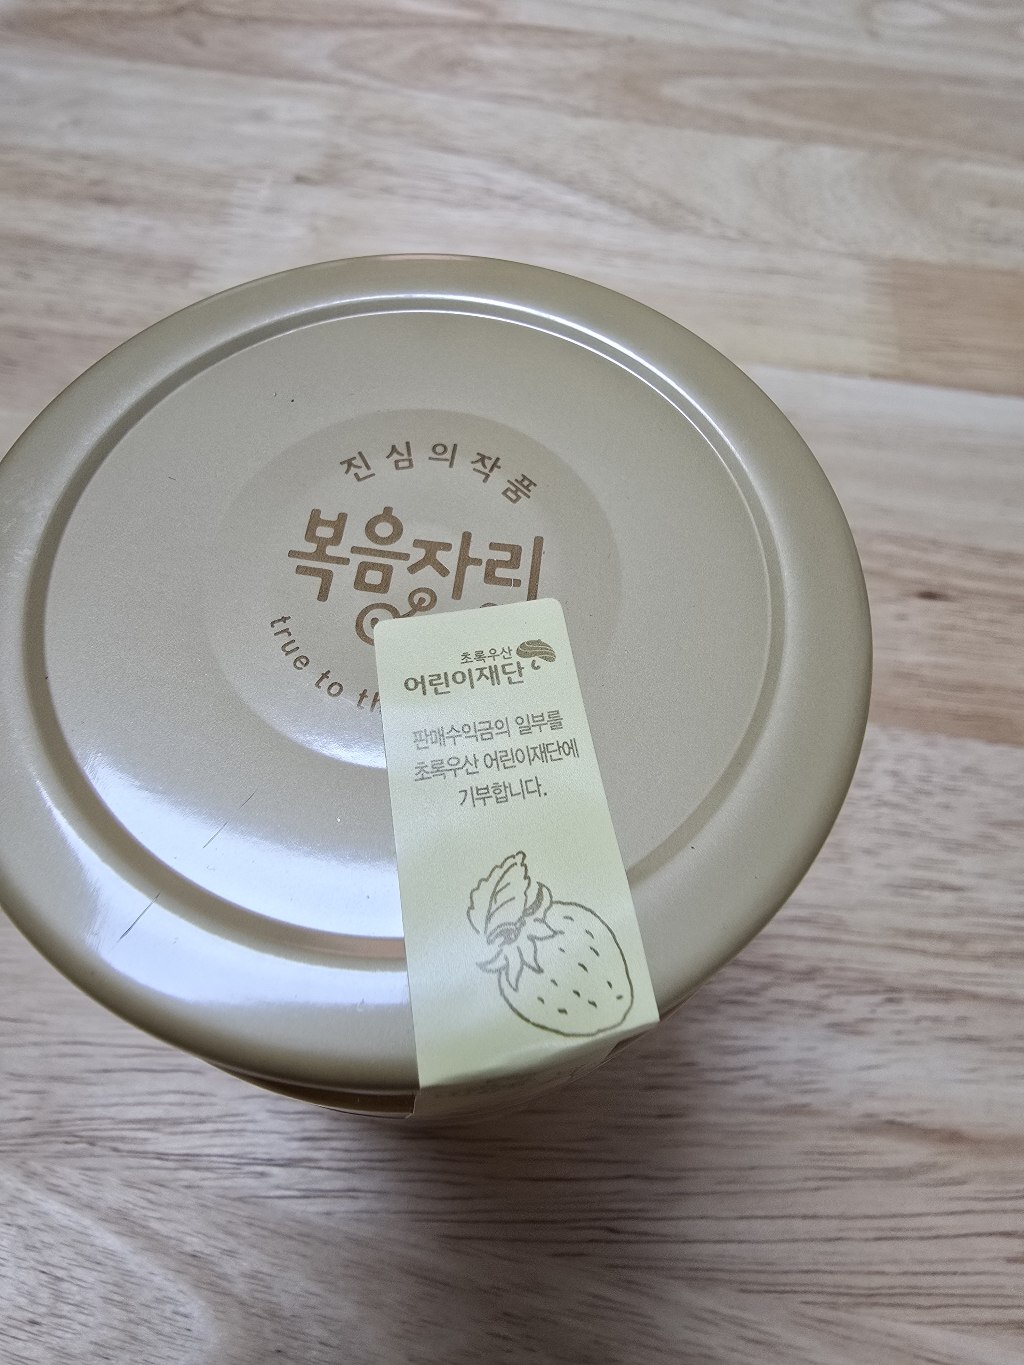 진심의작품
복음자리
true to th
초록우산
어린이재단
판매수익금의 일부를
초록우산 어린이재단에
기부합니다.